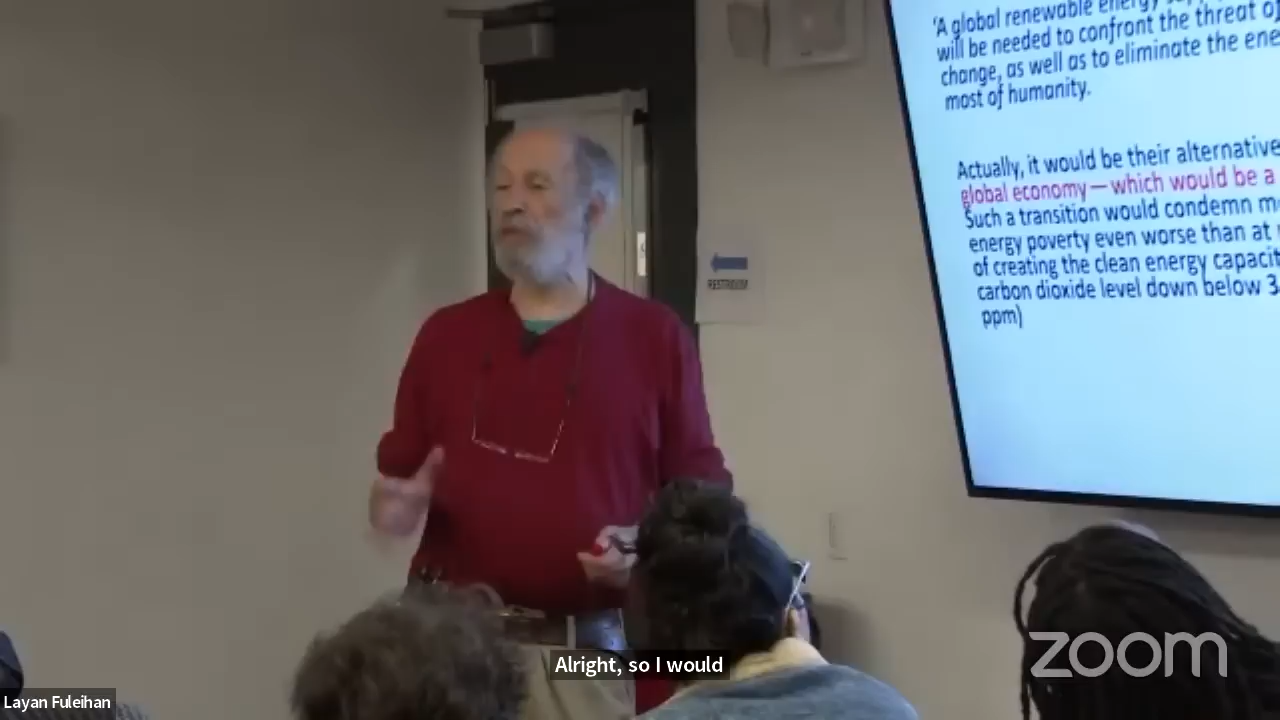 'A global renewable energy
will be needed to confront the threat of
change, as well as to eliminate the
most of humanity.
Actually, it would be their alternative
global economy—which would be a
Such a transition would condemn
energy poverty even worse than at
of creating the clean energy
carbon dioxide level down below
ppm)
RESTROOM
Alright, so I would
zoom
Layan Fuleihan